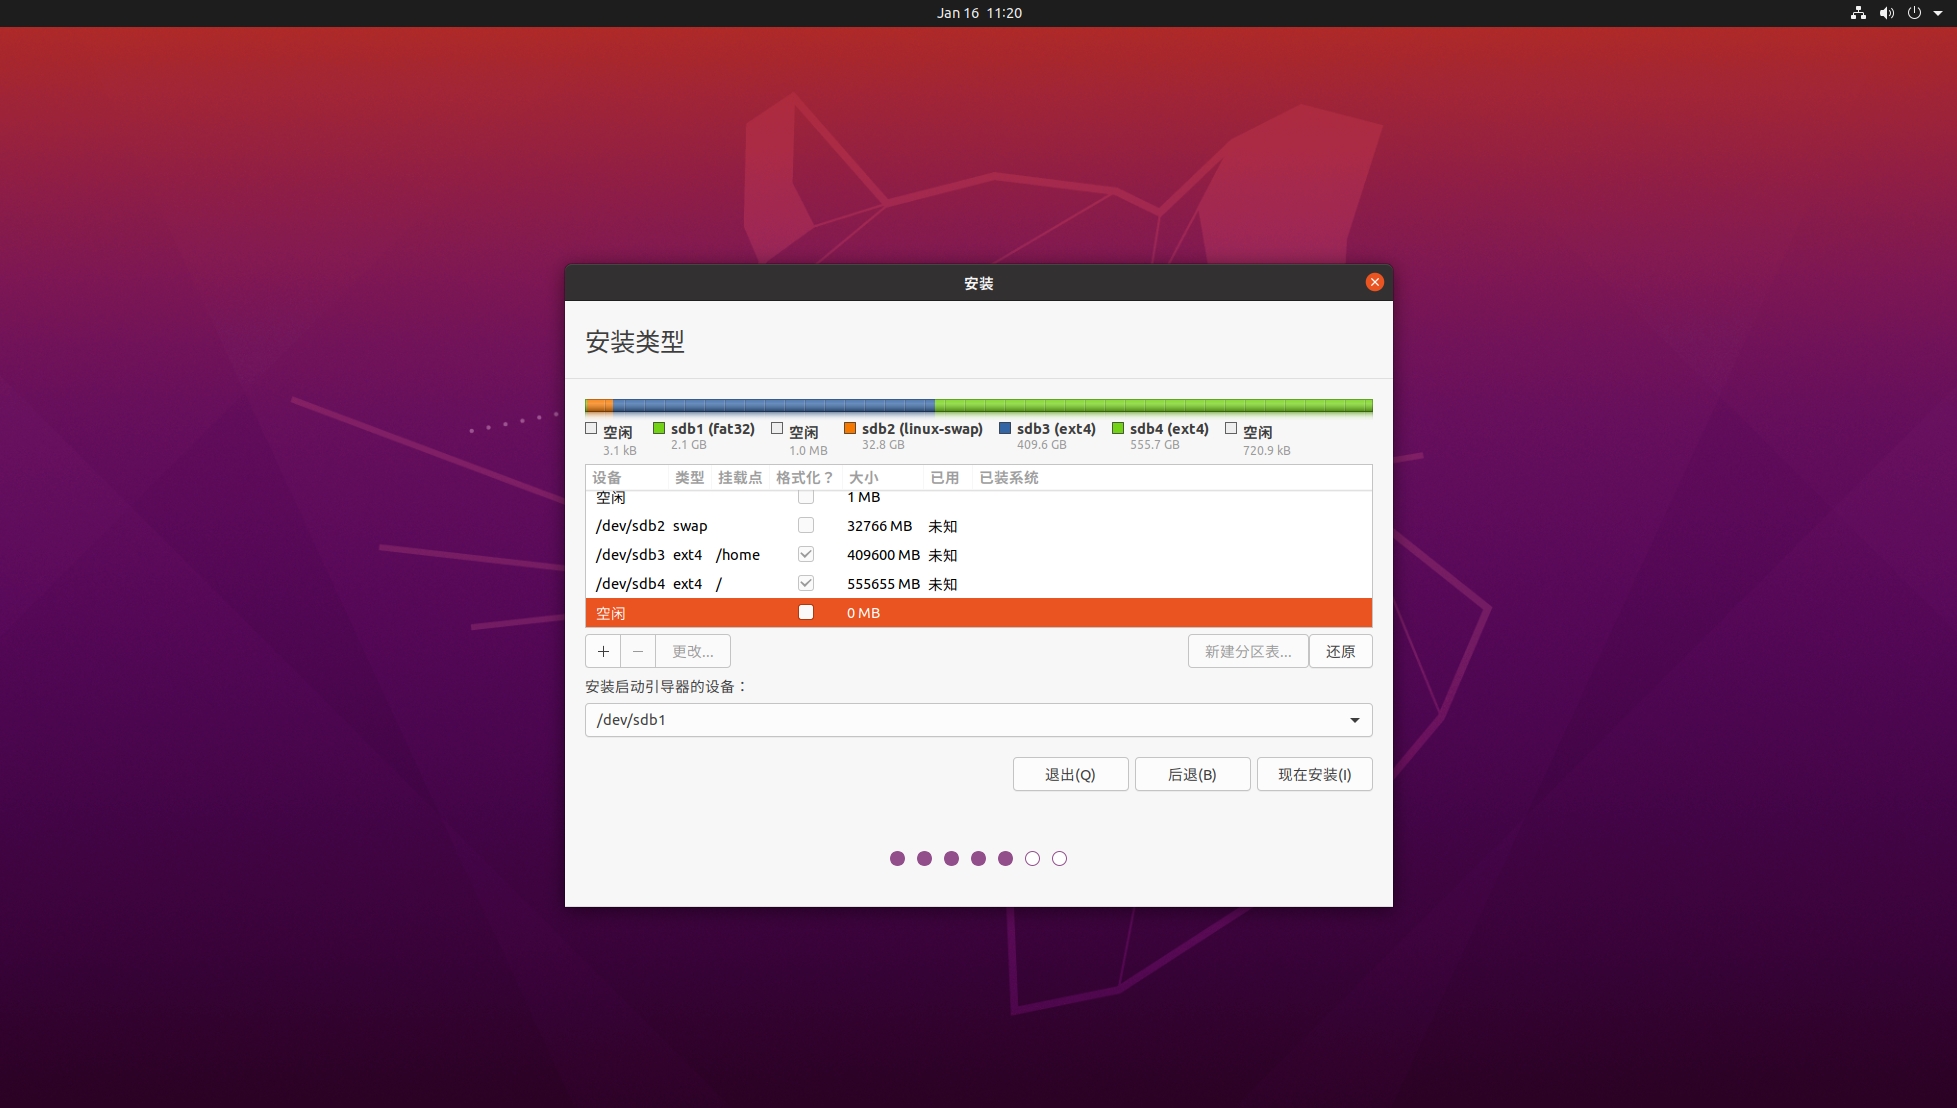 Jan 16 11:20
安装
安装类型
空闲 sdb1 (fat32) 空闲 sdb2 (linux-swap) sdb3 (ext4) sdb4 (ext4) 空闲
3.1 kB 2.1 GB 1.0 MB 32.8 GB 409.6 GB 555.7 GB 720.9 kB
设备 类型 挂载点 格式化？ 大小 已用 已装系统
空闲 1 MB
/dev/sdb2 swap 32766 MB 未知
/dev/sdb3 ext4 /home 409600 MB 未知
/dev/sdb4 ext4 / 555655 MB 未知
空闲 0 MB
+ − 更改... 新建分区表... 还原
安装启动引导器的设备：
/dev/sdb1
退出(Q) 后退(B) 现在安装(I)